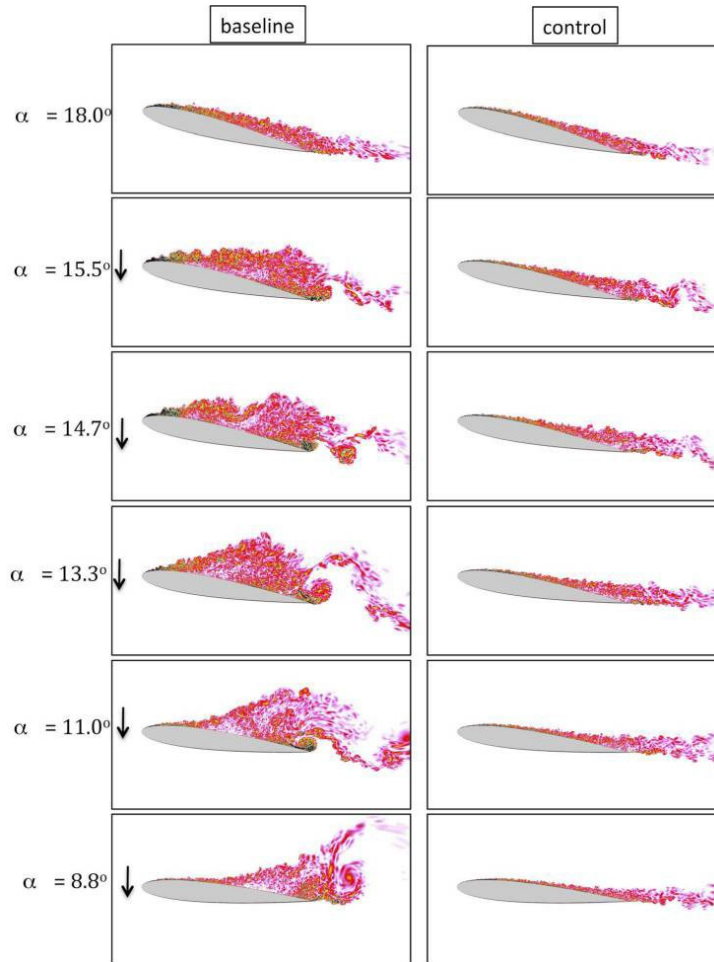 baseline control
α = 18.0°
α = 15.5°
α = 14.7°
α = 13.3°
α = 11.0°
α = 8.8°